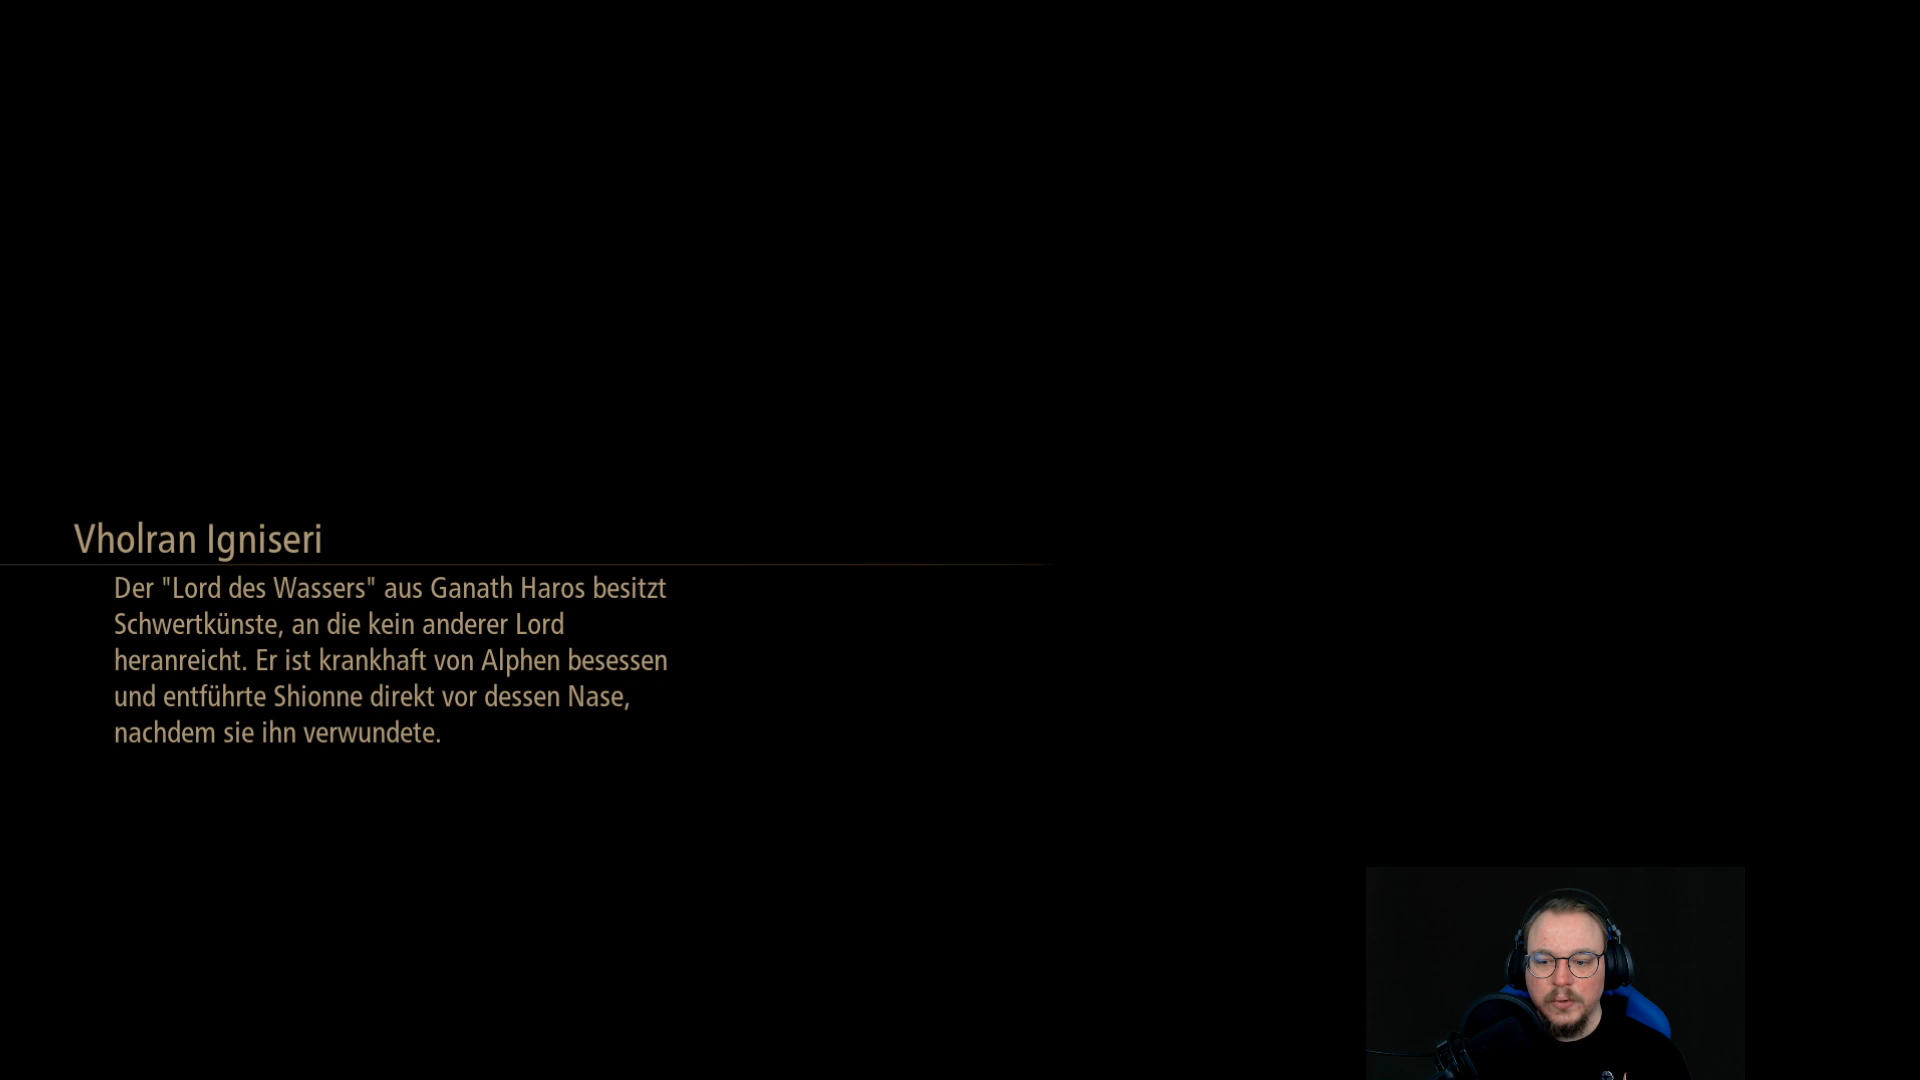 Vholran Igniseri
Der "Lord des Wassers" aus Ganath Haros besitzt
Schwertkünste, an die kein anderer Lord
heranreicht. Er ist krankhaft von Alphen besessen
und entführte Shionne direkt vor dessen Nase,
nachdem sie ihn verwundete.